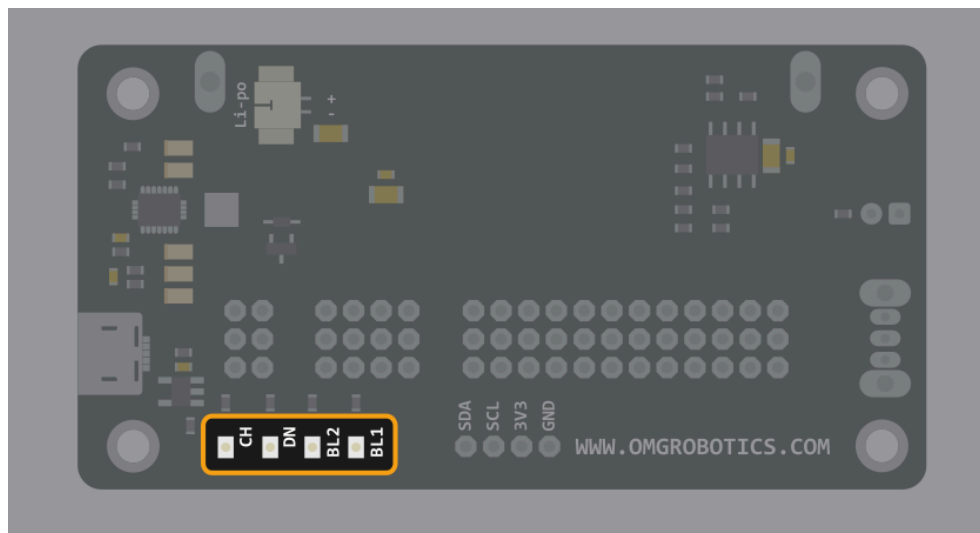 Li-po
- +
CH
DN
BL2
BL1
SDA
SCL
3V3
GND
WWW.OMGROBOTICS.COM